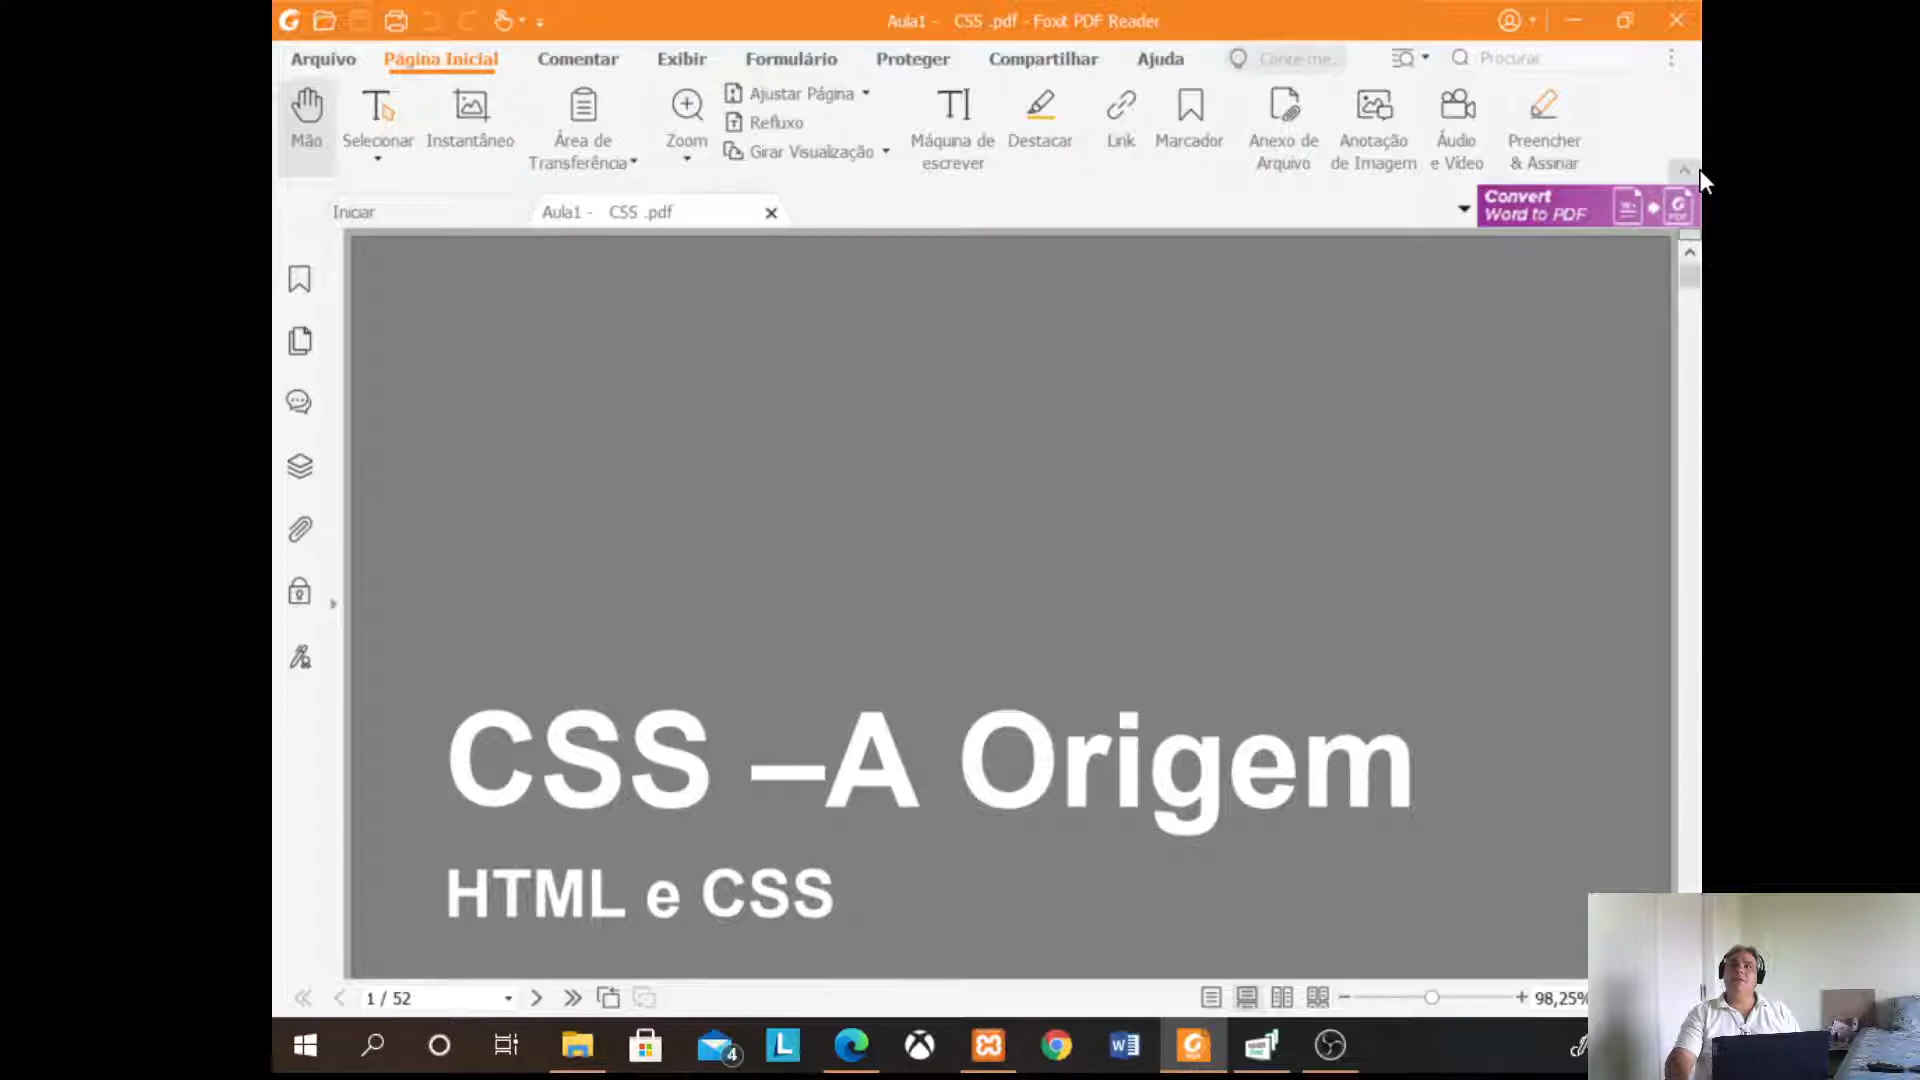 Aula1 - CSS .pdf - Foxit PDF Reader
Arquivo Página Inicial Comentar Exibir Formulário Proteger Compartilhar Ajuda Conte-me... Procurar
Mão
Selecionar
Instantâneo
Área de
Transferência
Zoom
Ajustar Página
Refluxo
Girar Visualização
Máquina de
escrever
Destacar
Link
Marcador
Anexo de
Arquivo
Anotação
de Imagem
Áudio
e Vídeo
Preencher
& Assinar
Iniciar
Aula1 - CSS .pdf
Convert
Word to PDF
CSS –A Origem
HTML e CSS
1 / 52
98,25%
4